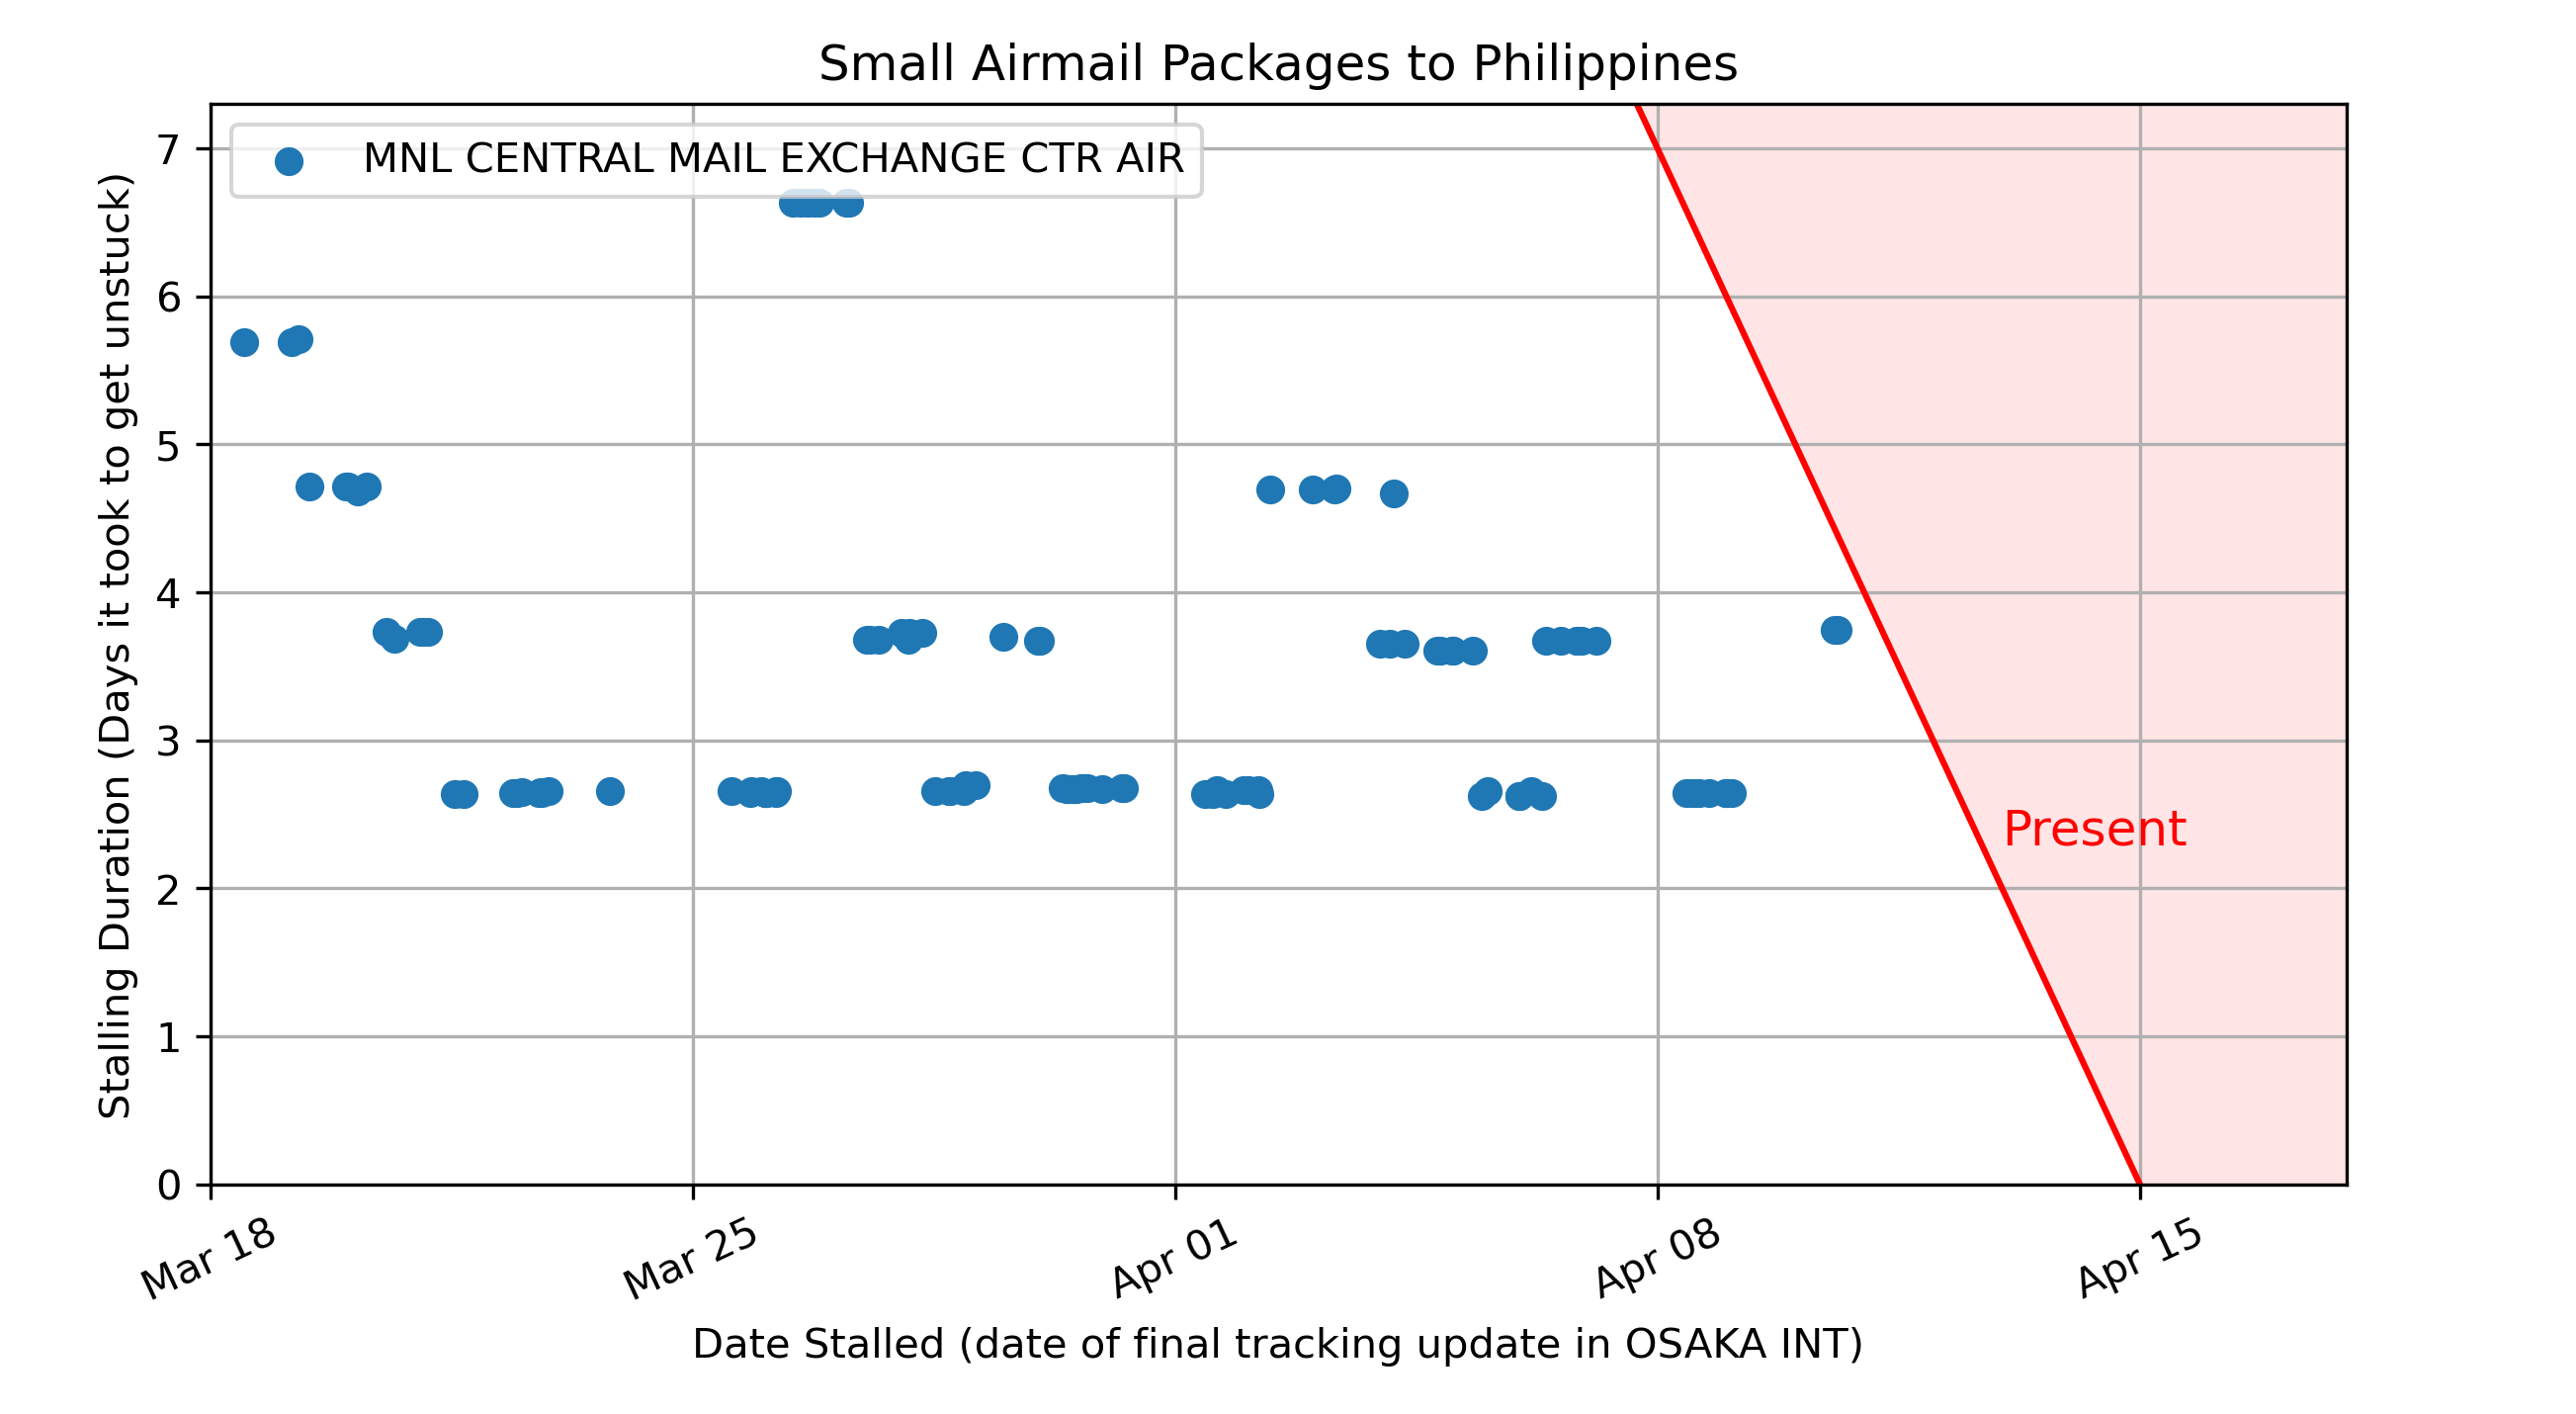 Small Airmail Packages to Philippines
MNL CENTRAL MAIL EXCHANGE CTR AIR
Stalling Duration (Days it took to get unstuck)
7
6
5
4
3
2
1
0
Present
Mar 18
Mar 25
Apr 01
Apr 08
Apr 15
Date Stalled (date of final tracking update in OSAKA INT)